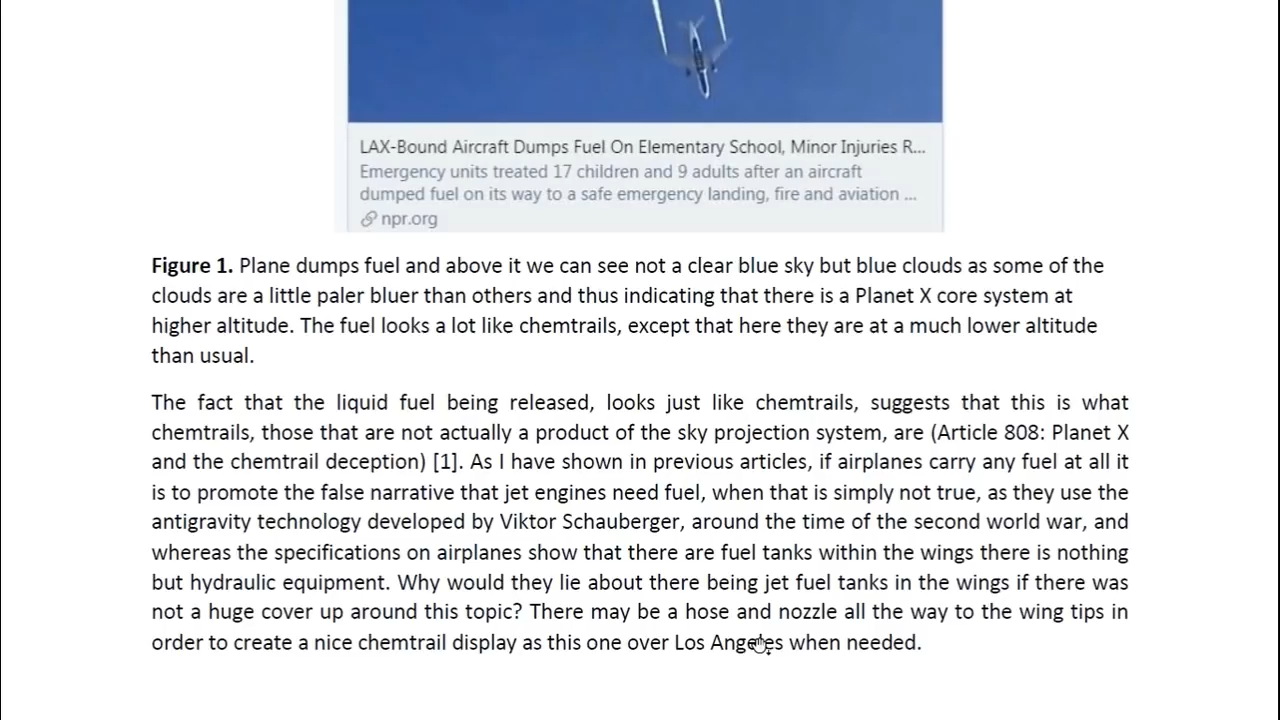 LAX-Bound Aircraft Dumps Fuel On Elementary School, Minor Injuries R...
Emergency units treated 17 children and 9 adults after an aircraft
dumped fuel on its way to a safe emergency landing, fire and aviation ...
npr.org
Figure 1. Plane dumps fuel and above it we can see not a clear blue sky but blue clouds as some of the
clouds are a little paler bluer than others and thus indicating that there is a Planet X core system at
higher altitude. The fuel looks a lot like chemtrails, except that here they are at a much lower altitude
than usual.
The fact that the liquid fuel being released, looks just like chemtrails, suggests that this is what
chemtrails, those that are not actually a product of the sky projection system, are (Article 808: Planet X
and the chemtrail deception) [1]. As I have shown in previous articles, if airplanes carry any fuel at all it
is to promote the false narrative that jet engines need fuel, when that is simply not true, as they use the
antigravity technology developed by Viktor Schauberger, around the time of the second world war, and
whereas the specifications on airplanes show that there are fuel tanks within the wings there is nothing
but hydraulic equipment. Why would they lie about there being jet fuel tanks in the wings if there was
not a huge cover up around this topic? There may be a hose and nozzle all the way to the wing tips in
order to create a nice chemtrail display as this one over Los Angeles when needed.